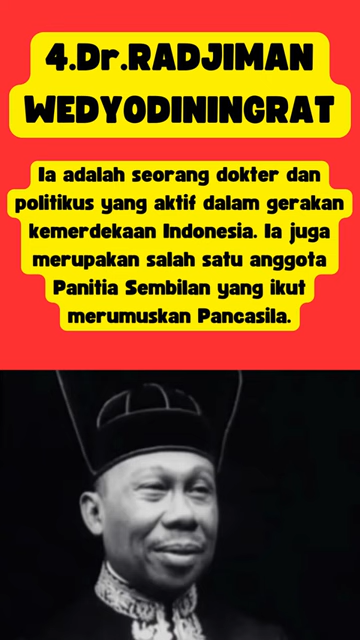 4.Dr.RADJIMAN
WEDYODININGRAT
Ia adalah seorang dokter dan
politikus yang aktif dalam gerakan
kemerdekaan Indonesia. Ia juga
merupakan salah satu anggota
Panitia Sembilan yang ikut
merumuskan Pancasila.